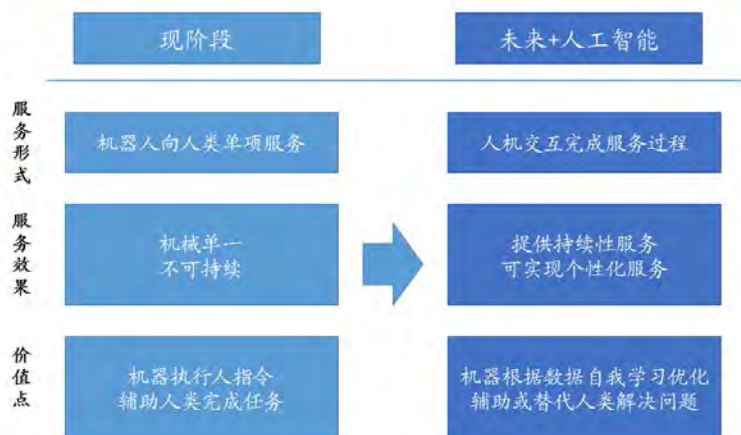 现阶段
未来+人工智能
服务形式
机器人向人类单项服务
人机交互完成服务过程
服务效果
机械单一
不可持续
提供持续性服务
可实现个性化服务
价值点
机器执行人指令
辅助人类完成任务
机器根据数据自我学习优化
辅助或替代人类解决问题